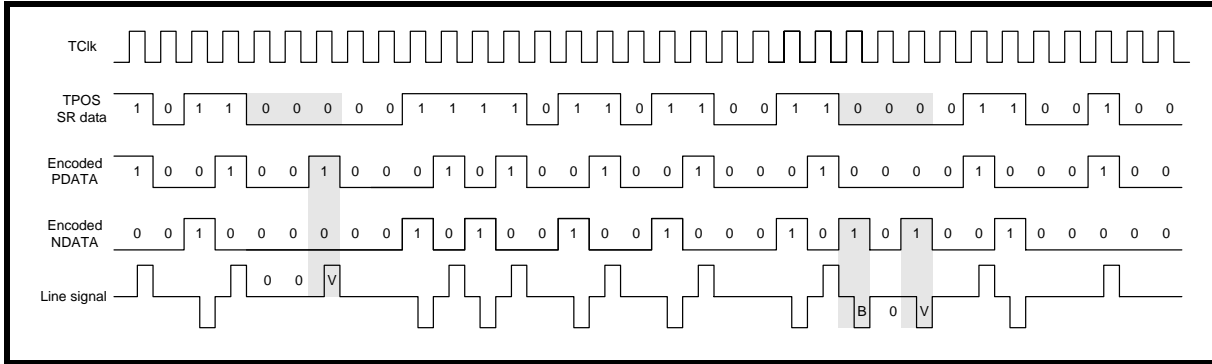 TClk
TPOS
SR data
1 0 1 1 0 0 0 0 0 1 1 1 1 0 1 1 0 1 1 0 0 1 1 0 0 0 0 1 1 0 0 1 0 0
Encoded
PDATA
1 0 0 1 0 0 1 0 0 0 1 0 1 0 0 1 0 0 1 0 0 0 1 0 0 0 0 1 0 0 0 1 0 0
Encoded
NDATA
0 0 1 0 0 0 0 0 0 1 0 1 0 0 1 0 0 1 0 0 0 1 0 1 0 1 0 0 1 0 0 0 0 0
Line signal
0 0 V B 0 V